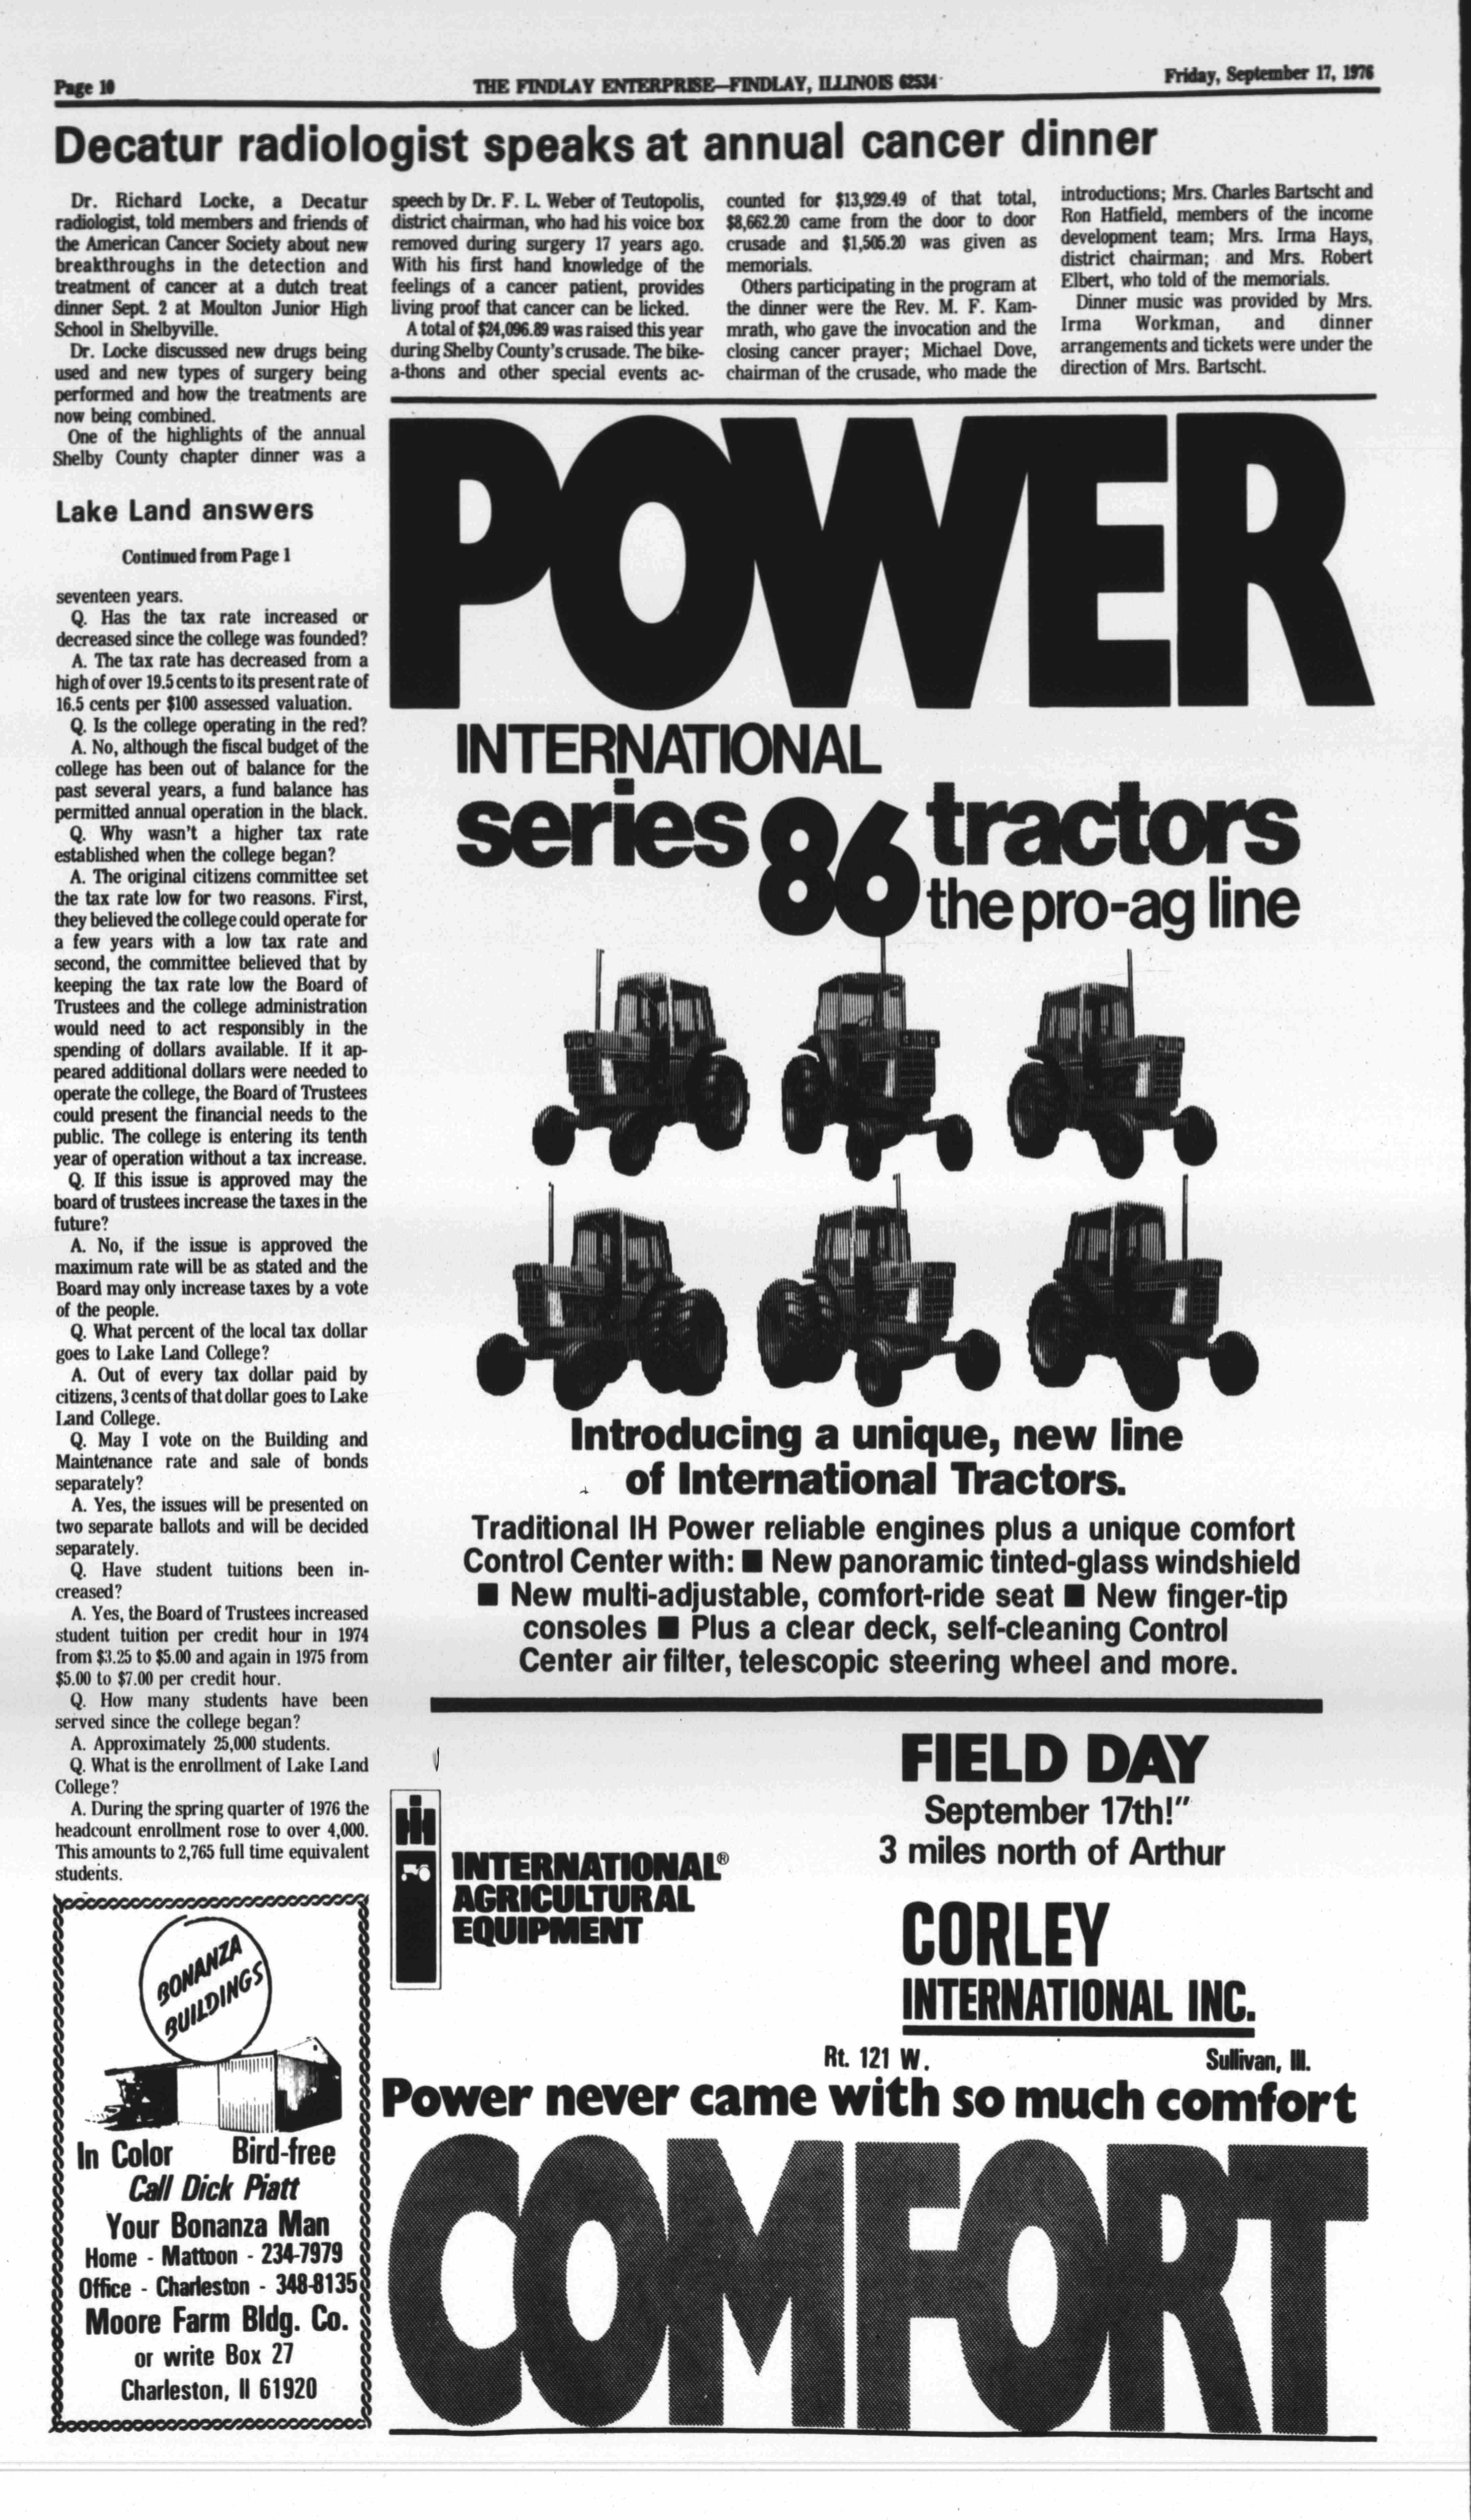 Page 10
THE FINDLAY ENTERPRISE—FINDLAY, ILLINOIS 62534
Friday, September 17, 1976
Decatur radiologist speaks at annual cancer dinner
Dr. Richard Locke, a Decatur
radiologist, told members and friends of
the American Cancer Society about new
breakthroughs in the detection and
treatment of cancer at a dutch treat
dinner Sept. 2 at Moulton Junior High
School in Shelbyville.
Dr. Locke discussed new drugs being
used and new types of surgery being
performed and how the treatments are
now being combined.
One of the highlights of the annual
Shelby County chapter dinner was a
speech by Dr. F. L. Weber of Teutopolis,
district chairman, who had his voice box
removed during surgery 17 years ago.
With his first hand knowledge of the
feelings of a cancer patient, provides
living proof that cancer can be licked.
A total of $24,096.89 was raised this year
during Shelby County's crusade. The bike-
a-thons and other special events ac-
counted for $13,929.49 of that total,
$8,662.20 came from the door to door
crusade and $1,505.20 was given as
memorials.
Others participating in the program at
the dinner were the Rev. M. F. Kam-
mrath, who gave the invocation and the
closing cancer prayer; Michael Dove,
chairman of the crusade, who made the
introductions; Mrs. Charles Bartscht and
Ron Hatfield, members of the income
development team; Mrs. Irma Hays,
district chairman; and Mrs. Robert
Elbert, who told of the memorials.
Dinner music was provided by Mrs.
Irma Workman, and dinner
arrangements and tickets were under the
direction of Mrs. Bartscht.
Lake Land answers
Continued from Page 1
seventeen years.
Q. Has the tax rate increased or
decreased since the college was founded?
A. The tax rate has decreased from a
high of over 19.5 cents to its present rate of
16.5 cents per $100 assessed valuation.
Q. Is the college operating in the red?
A. No, although the fiscal budget of the
college has been out of balance for the
past several years, a fund balance has
permitted annual operation in the black.
Q. Why wasn't a higher tax rate
established when the college began?
A. The original citizens committee set
the tax rate low for two reasons. First,
they believed the college could operate for
a few years with a low tax rate and
second, the committee believed that by
keeping the tax rate low the Board of
Trustees and the college administration
would need to act responsibly in the
spending of dollars available. If it ap-
peared additional dollars were needed to
operate the college, the Board of Trustees
could present the financial needs to the
public. The college is entering its tenth
year of operation without a tax increase.
Q. If this issue is approved may the
board of trustees increase the taxes in the
future?
A. No, if the issue is approved the
maximum rate will be as stated and the
Board may only increase taxes by a vote
of the people.
Q. What percent of the local tax dollar
goes to Lake Land College?
A. Out of every tax dollar paid by
citizens, 3 cents of that dollar goes to Lake
Land College.
Q. May I vote on the Building and
Maintenance rate and sale of bonds
separately?
A. Yes, the issues will be presented on
two separate ballots and will be decided
separately.
Q. Have student tuitions been in-
creased?
A. Yes, the Board of Trustees increased
student tuition per credit hour in 1974
from $3.25 to $5.00 and again in 1975 from
$5.00 to $7.00 per credit hour.
Q. How many students have been
served since the college began?
A. Approximately 25,000 students.
Q. What is the enrollment of Lake Land
College?
A. During the spring quarter of 1976 the
headcount enrollment rose to over 4,000.
This amounts to 2,765 full time equivalent
students.
BONANZA
BUILDINGS
In Color Bird-free
Call Dick Piatt
Your Bonanza Man
Home - Mattoon - 234-7979
Office - Charleston - 348-8135
Moore Farm Bldg. Co.
or write Box 27
Charleston, Il 61920
POWER
INTERNATIONAL
series 86 tractors
the pro-ag line
Introducing a unique, new line
of International Tractors.
Traditional IH Power reliable engines plus a unique comfort
Control Center with: ■ New panoramic tinted-glass windshield
■ New multi-adjustable, comfort-ride seat ■ New finger-tip
consoles ■ Plus a clear deck, self-cleaning Control
Center air filter, telescopic steering wheel and more.
INTERNATIONAL®
AGRICULTURAL
EQUIPMENT
FIELD DAY
September 17th!"
3 miles north of Arthur
CORLEY
INTERNATIONAL INC.
Rt. 121 W. Sullivan, Ill.
Power never came with so much comfort
COMFORT